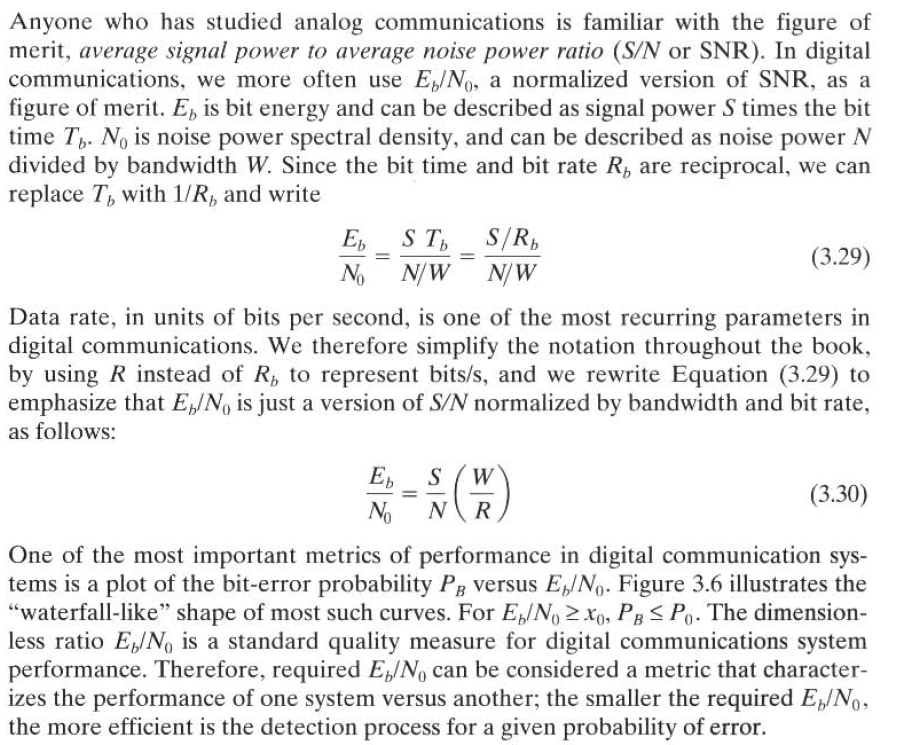 Anyone who has studied analog communications is familiar with the figure of
merit, average signal power to average noise power ratio (S/N or SNR). In digital
communications, we more often use E_b/N_0, a normalized version of SNR, as a
figure of merit. E_b is bit energy and can be described as signal power S times the bit
time T_b. N_0 is noise power spectral density, and can be described as noise power N
divided by bandwidth W. Since the bit time and bit rate R_b are reciprocal, we can
replace T_b with 1/R_b and write
E_b/N_0 = S T_b/(N/W) = (S/R_b)/(N/W) (3.29)
Data rate, in units of bits per second, is one of the most recurring parameters in
digital communications. We therefore simplify the notation throughout the book,
by using R instead of R_b to represent bits/s, and we rewrite Equation (3.29) to
emphasize that E_b/N_0 is just a version of S/N normalized by bandwidth and bit rate,
as follows:
E_b/N_0 = S/N (W/R) (3.30)
One of the most important metrics of performance in digital communication sys-
tems is a plot of the bit-error probability P_B versus E_b/N_0. Figure 3.6 illustrates the
“waterfall-like” shape of most such curves. For E_b/N_0 ≥ x_0, P_B ≤ P_0. The dimension-
less ratio E_b/N_0 is a standard quality measure for digital communications system
performance. Therefore, required E_b/N_0 can be considered a metric that character-
izes the performance of one system versus another; the smaller the required E_b/N_0,
the more efficient is the detection process for a given probability of error.